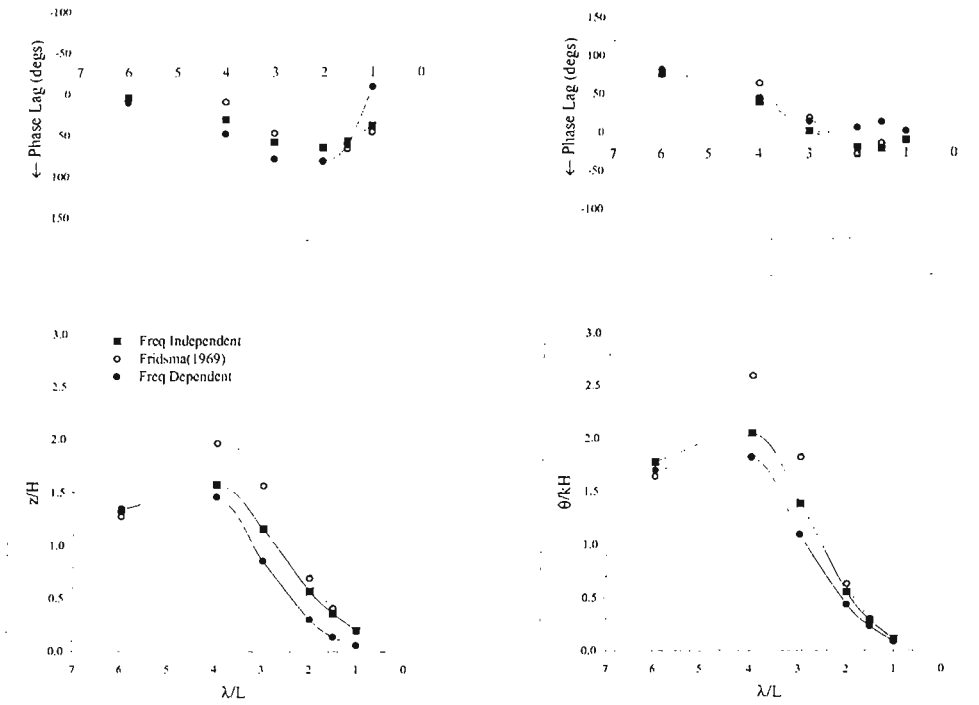 -100
-50
7 6 5 4 3 2 1 0
0
50
100
150
← Phase Lag (degs)
150
100
50
0
7 6 5 4 3 2 1 0
-50
-100
← Phase Lag (degs)
3.0
2.5
2.0
1.5
1.0
0.5
0.0
z/H
Freq Independent
Fridsma(1969)
Freq Dependent
7 6 5 4 3 2 1 0
λ/L
3.0
2.5
2.0
1.5
1.0
0.5
0.0
θ/kH
7 6 5 4 3 2 1 0
λ/L